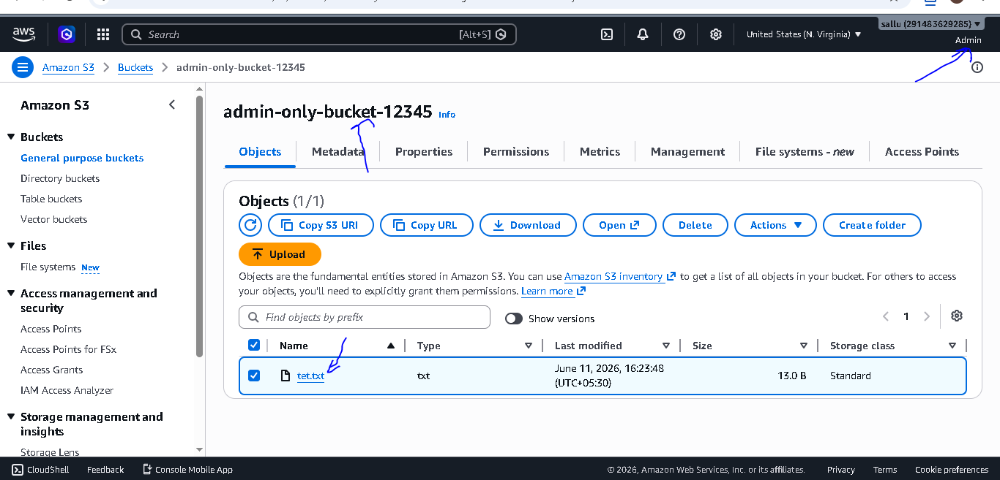 aws
Search [Alt+S]
United States (N. Virginia) ▼
sallu (291483629285) ▼
Admin
Amazon S3 > Buckets > admin-only-bucket-12345
Amazon S3
Buckets
General purpose buckets
Directory buckets
Table buckets
Vector buckets
Files
File systems New
Access management and
security
Access Points
Access Points for FSx
Access Grants
IAM Access Analyzer
Storage management and
insights
Storage Lens
admin-only-bucket-12345 Info
Objects Metadata Properties Permissions Metrics Management File systems - new Access Points
Objects (1/1)
Copy S3 URI Copy URL Download Open Delete Actions ▼ Create folder
Upload
Objects are the fundamental entities stored in Amazon S3. You can use Amazon S3 inventory to get a list of all objects in your bucket. For others to access
your objects, you'll need to explicitly grant them permissions. Learn more
Find objects by prefix Show versions 1
Name Type Last modified Size Storage class
tet.txt txt June 11, 2026, 16:23:48 13.0 B Standard
(UTC+05:30)
CloudShell Feedback Console Mobile App © 2026, Amazon Web Services, Inc. or its affiliates. Privacy Terms Cookie preferences